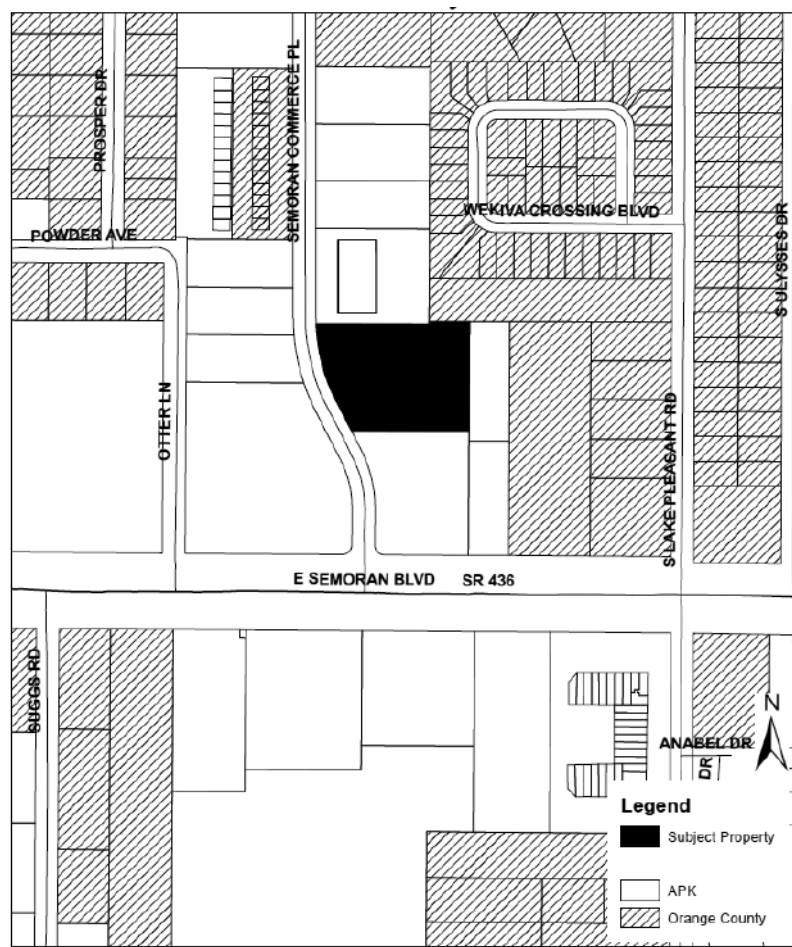 PROSPER DR
SEMORAN COMMERCE PL
WEKIVA CROSSING BLVD
POWDER AVE
S ULYSSES DR
OTTER LN
S LAKE PLEASANT RD
E SEMORAN BLVD SR 436
SUGGS RD
N
ANABEL DR
DR
Legend
Subject Property
APK
Orange County